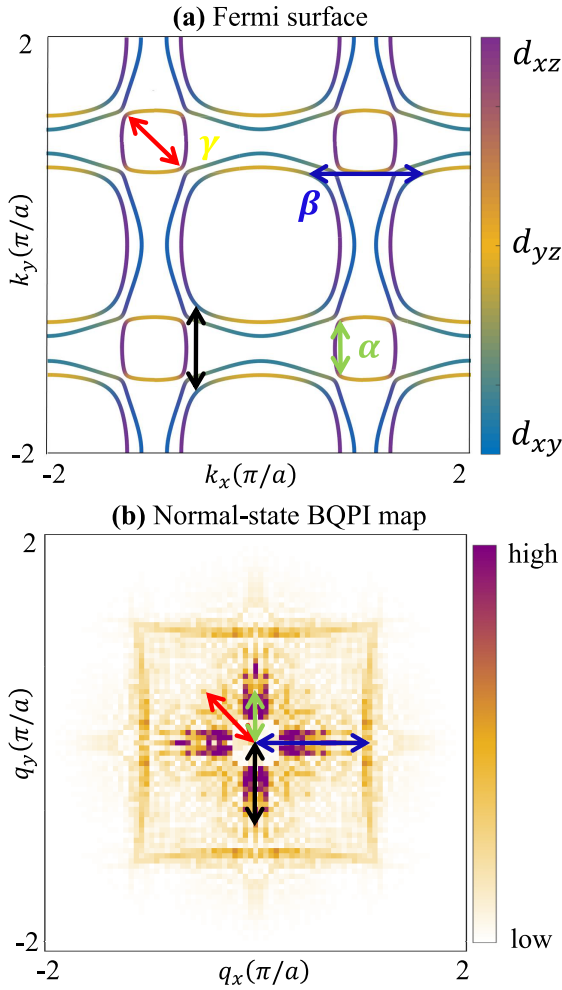 (a) Fermi surface
2
-2
k_y(π/a)
-2
k_x(π/a)
2
γ
β
α
d_xz
d_yz
d_xy
(b) Normal-state BQPI map
2
-2
q_y(π/a)
-2
q_x(π/a)
2
high
low